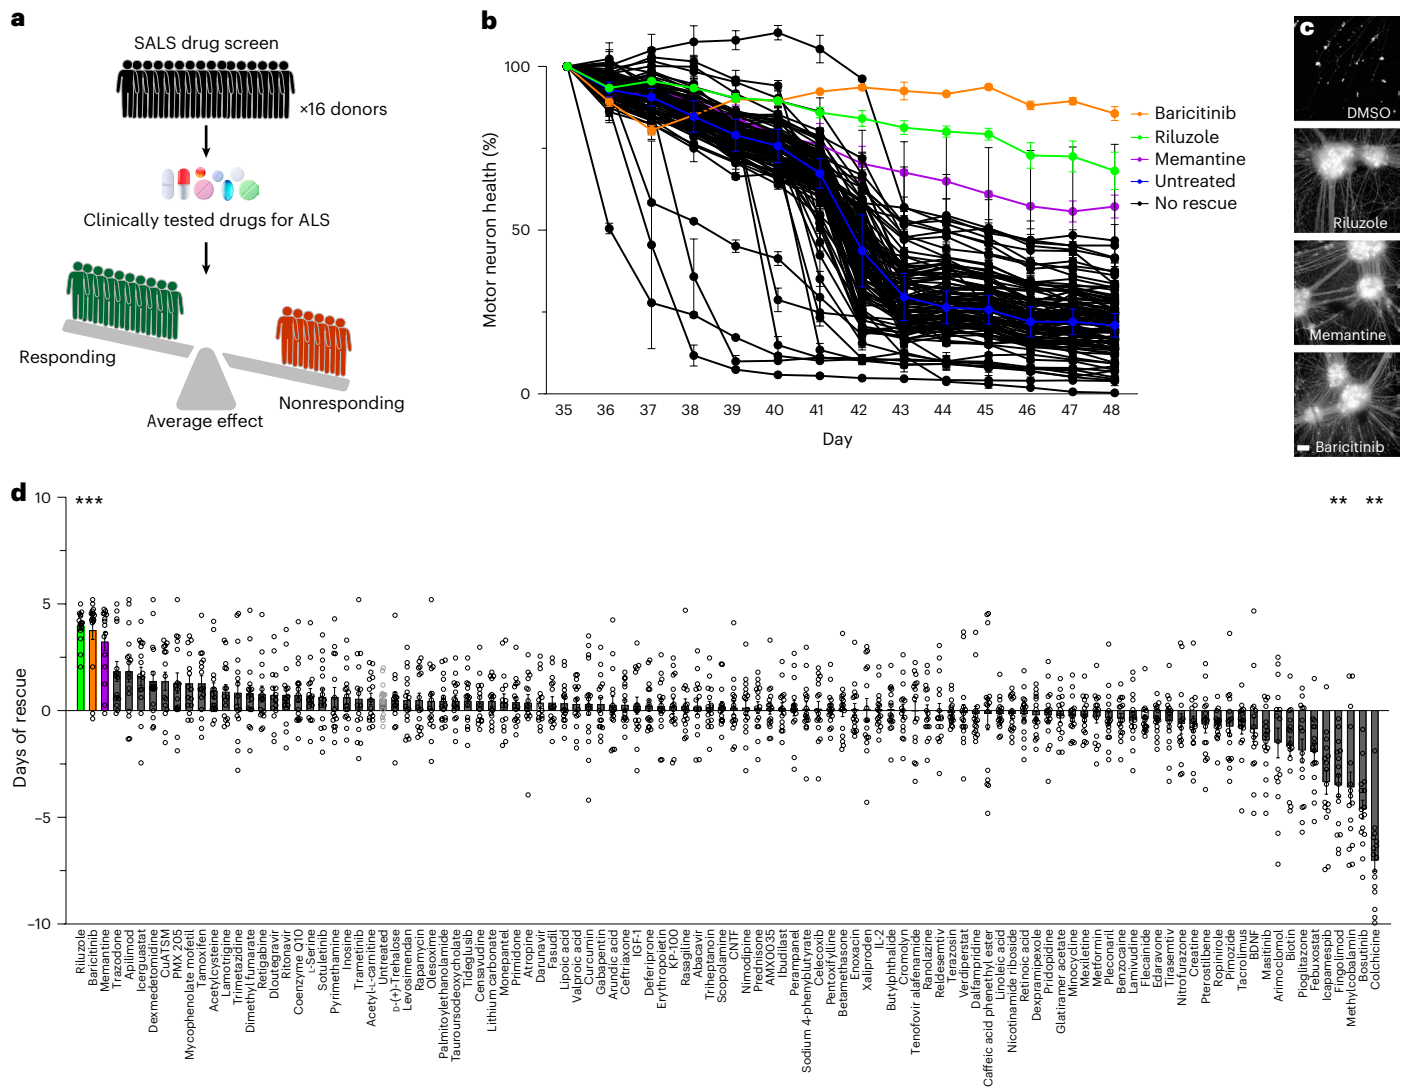 a
SALS drug screen
×16 donors
Clinically tested drugs for ALS
Responding
Nonresponding
Average effect
b
Motor neuron health (%)
100
50
0
35 36 37 38 39 40 41 42 43 44 45 46 47 48
Day
Baricitinib
Riluzole
Memantine
Untreated
No rescue
c
DMSO
Riluzole
Memantine
Baricitinib
d
Days of rescue
10
5
0
−5
−10
***
**
**
Riluzole
Baricitinib
Memantine
Trazodone
Apilimod
Icerguastat
Dexmedetomidine
CuATSM
PMX 205
Mycophenolate mofetil
Tamoxifen
Acetylcysteine
Lamotrigine
Trimetazidine
Dimethyl fumarate
Retigabine
Dloutegravir
Ritonavir
Coenzyme Q10
L-Serine
Sotuletinib
Pyrimethamine
Inosine
Trametinib
Acetyl-L-carnitine
Untreated
D-(+)-Trehalose
Levosimendan
Rapamycin
Olesoxime
Palmitoylethanolamide
Tauroursodeoxycholate
Tideglusib
Censavudine
Lithium carbonate
Monepantel
Primidone
Atropine
Darunavir
Fasudil
Lipoic acid
Valproic acid
Curcumin
Gabapentin
Arundic acid
Ceftriaxone
IGF-1
Deferiprone
Erythropoietin
KP-100
Rasagiline
Abacavir
Triheptanoin
Scopolamine
CNTF
Nimodipine
Prednisone
AMX0035
Ibudilast
Perampanel
Sodium 4-phenylbutyrate
Celecoxib
Pentoxifylline
Betamethasone
Enoxacin
Xaliproden
IL-2
Butylphthalide
Cromolyn
Tenofovir alafenamide
Ranolazine
Reldesemtiv
Terazosin
Verdiperstat
Dalfampridine
Caffeic acid phenethyl ester
Linoleic acid
Nicotinamide riboside
Retinoic acid
Dexpramipexole
Pridopidine
Glatiramer acetate
Minocycline
Mexiletine
Metformin
Pleconaril
Benzocaine
Lamivudine
Flecainide
Edaravone
Tirasemtiv
Nitrofurazone
Creatine
Pterostilbene
Ropinirole
Pimozide
Tacrolimus
BDNF
Masitinib
Arimoclomol
Biotin
Pioglitazone
Febuxostat
Icapamespib
Fingolimod
Methylcobalamin
Bosutinib
Colchicine